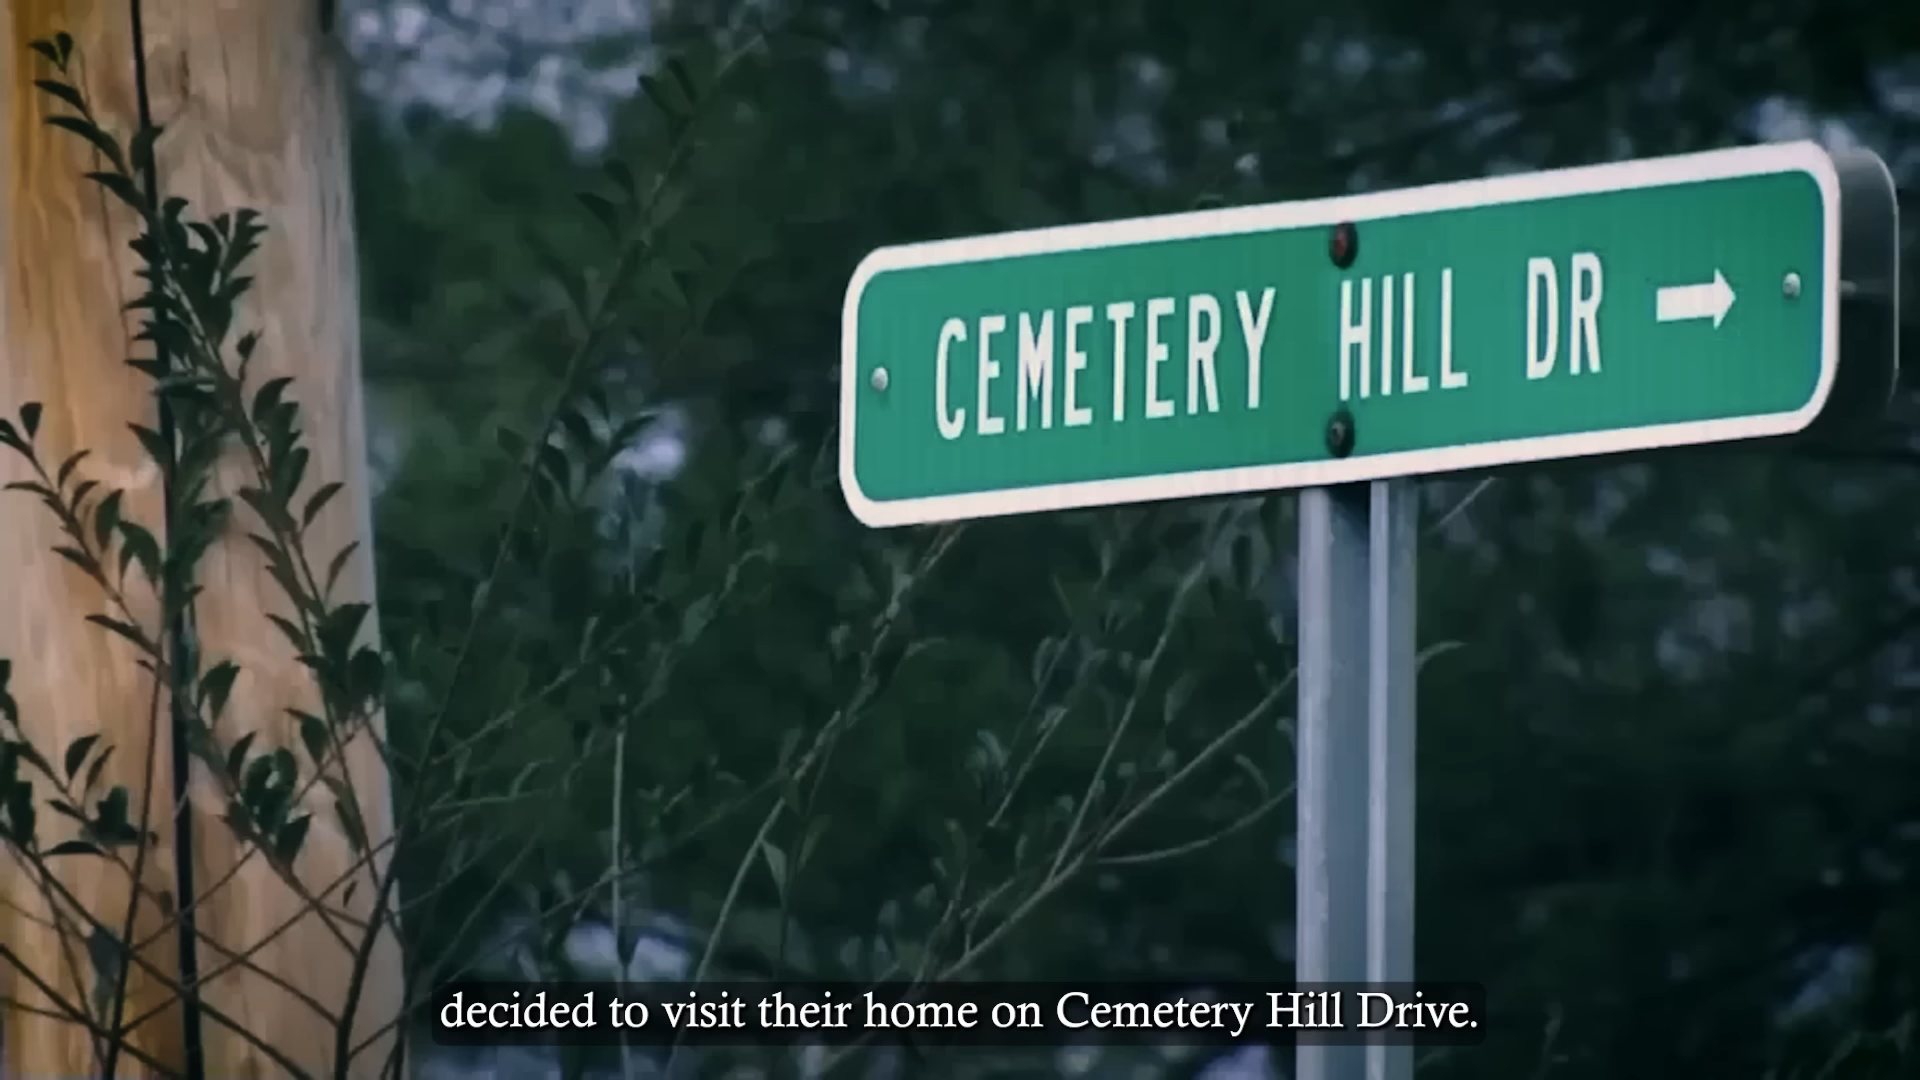 CEMETERY HILL DR →
decided to visit their home on Cemetery Hill Drive.